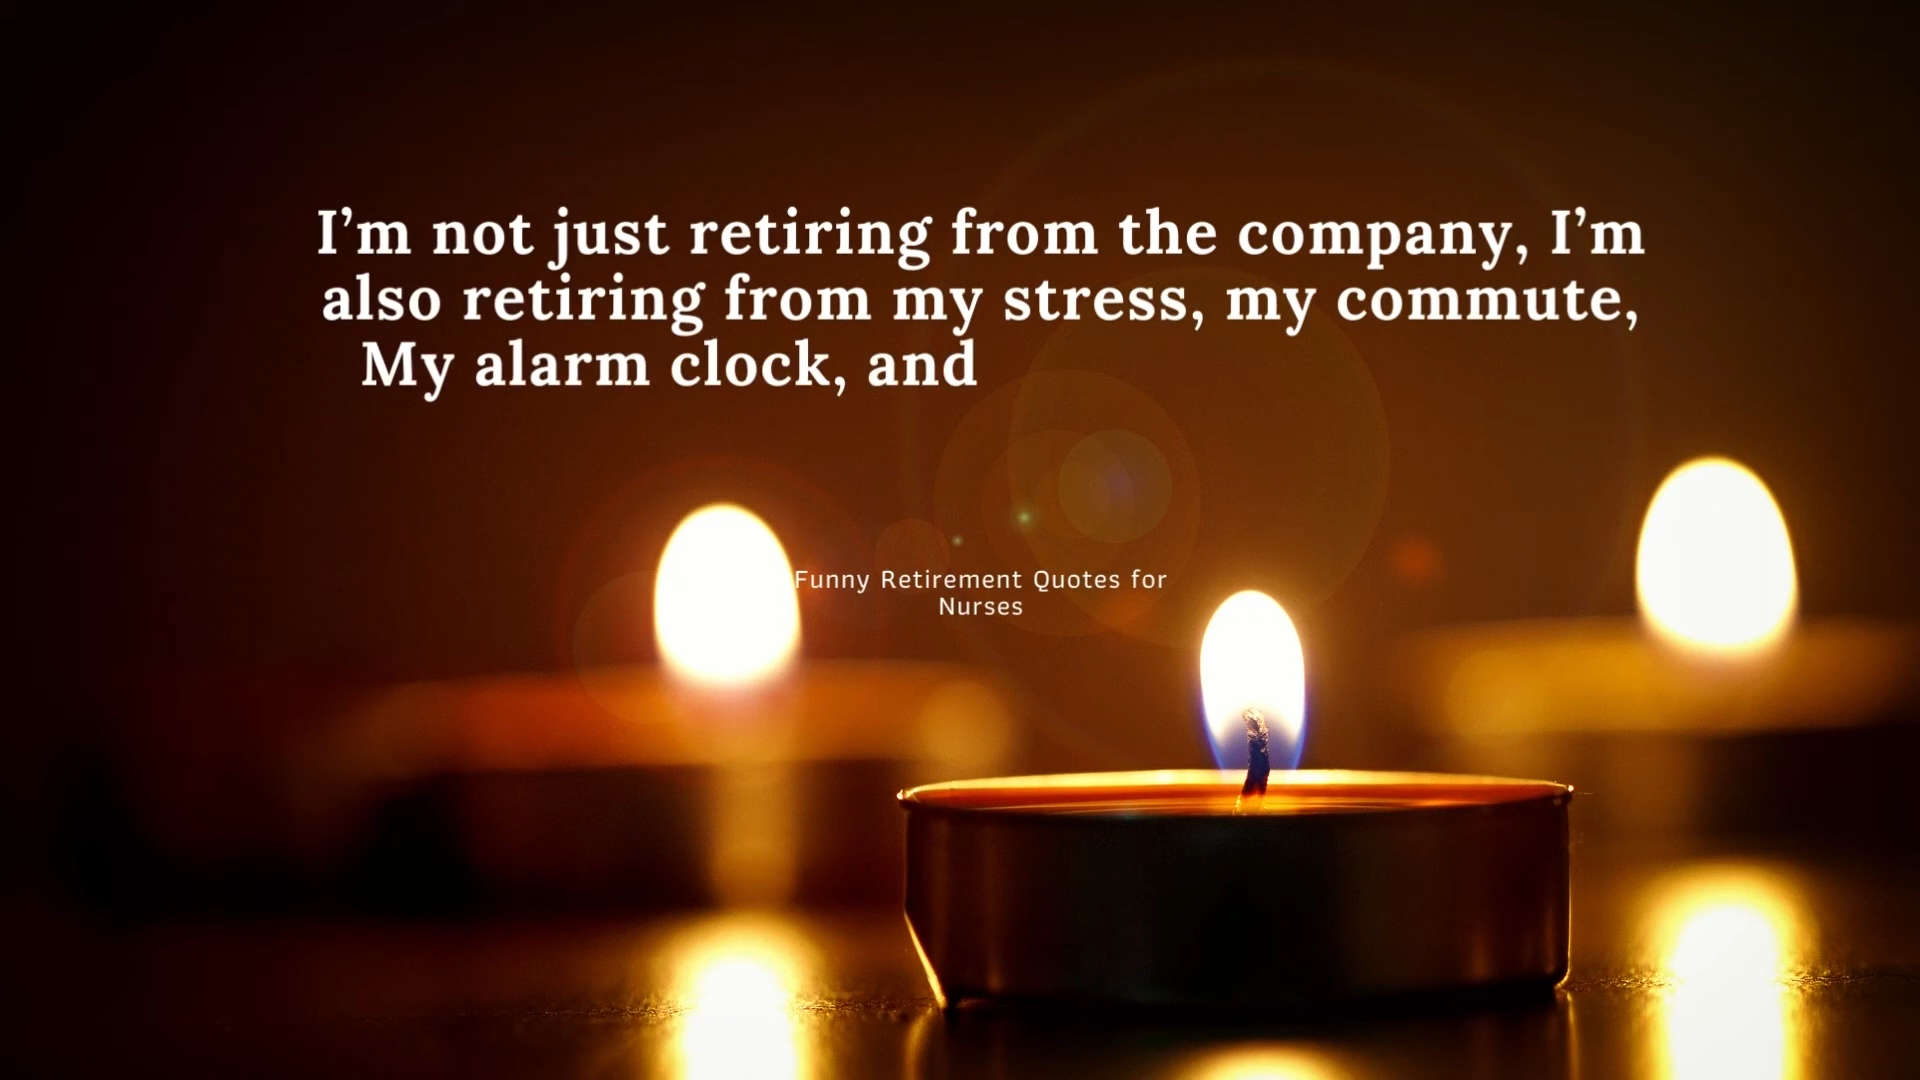 I’m not just retiring from the company, I’m
also retiring from my stress, my commute,
My alarm clock, and
Funny Retirement Quotes for
Nurses